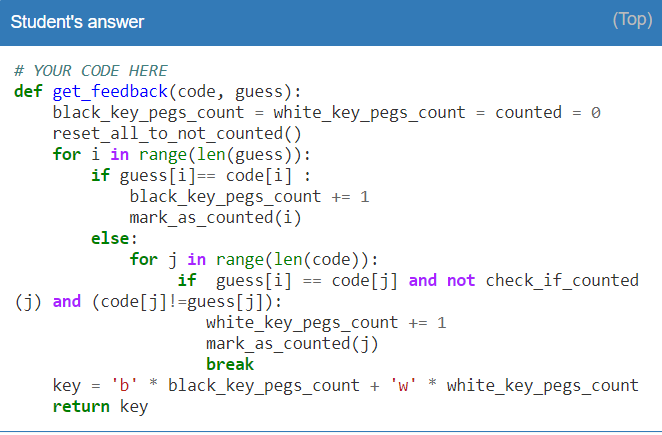 Student's answer (Top)
# YOUR CODE HERE
def get_feedback(code, guess):
    black_key_pegs_count = white_key_pegs_count = counted = 0
    reset_all_to_not_counted()
    for i in range(len(guess)):
        if guess[i]== code[i] :
            black_key_pegs_count += 1
            mark_as_counted(i)
        else:
            for j in range(len(code)):
                if  guess[i] == code[j] and not check_if_counted
(j) and (code[j]!=guess[j]):
                    white_key_pegs_count += 1
                    mark_as_counted(j)
                    break
    key = 'b' * black_key_pegs_count + 'w' * white_key_pegs_count
    return key